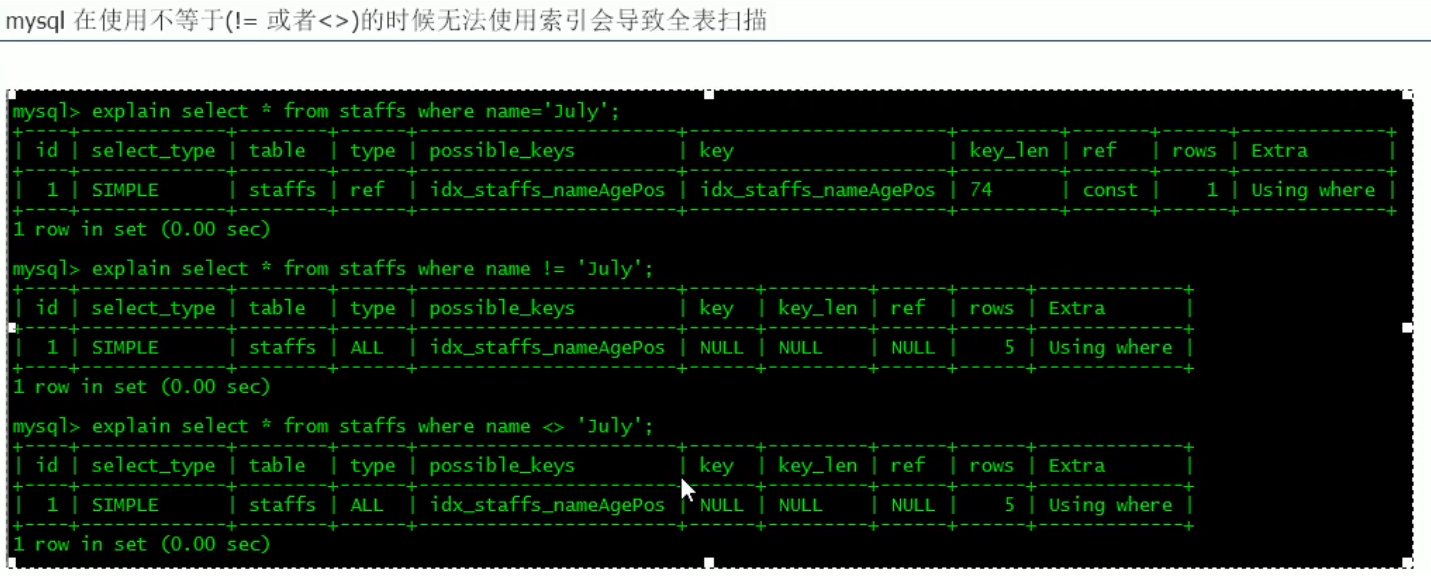 mysql 在使用不等于(!= 或者<>)的时候无法使用索引会导致全表扫描
mysql> explain select * from staffs where name='July';
+----+-------------+--------+------+-----------------------+-----------------------+---------+-------+------+-------------+
| id | select_type | table | type | possible_keys | key | key_len | ref | rows | Extra |
+----+-------------+--------+------+-----------------------+-----------------------+---------+-------+------+-------------+
| 1 | SIMPLE | staffs | ref | idx_staffs_nameAgePos | idx_staffs_nameAgePos | 74 | const | 1 | Using where |
+----+-------------+--------+------+-----------------------+-----------------------+---------+-------+------+-------------+
1 row in set (0.00 sec)
mysql> explain select * from staffs where name != 'July';
+----+-------------+--------+------+-----------------------+------+---------+------+------+-------------+
| id | select_type | table | type | possible_keys | key | key_len | ref | rows | Extra |
+----+-------------+--------+------+-----------------------+------+---------+------+------+-------------+
| 1 | SIMPLE | staffs | ALL | idx_staffs_nameAgePos | NULL | NULL | NULL | 5 | Using where |
+----+-------------+--------+------+-----------------------+------+---------+------+------+-------------+
1 row in set (0.00 sec)
mysql> explain select * from staffs where name <> 'July';
+----+-------------+--------+------+-----------------------+------+---------+------+------+-------------+
| id | select_type | table | type | possible_keys | key | key_len | ref | rows | Extra |
+----+-------------+--------+------+-----------------------+------+---------+------+------+-------------+
| 1 | SIMPLE | staffs | ALL | idx_staffs_nameAgePos | NULL | NULL | NULL | 5 | Using where |
+----+-------------+--------+------+-----------------------+------+---------+------+------+-------------+
1 row in set (0.00 sec)